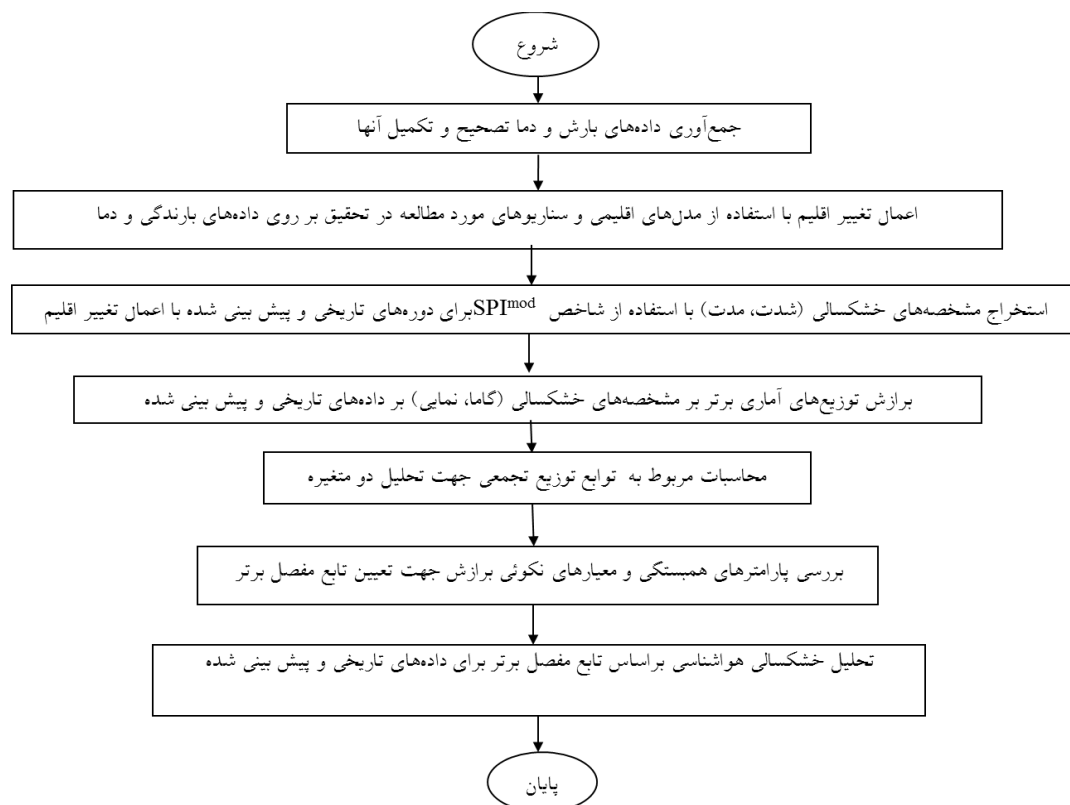 شروع
جمع‌آوری داده‌های بارش و دما تصحیح و تکمیل آنها
اعمال تغییر اقلیم با استفاده از مدل‌های اقلیمی و سناریوهای مورد مطالعه در تحقیق بر روی داده‌های بارندگی و دما
استخراج مشخصه‌های خشکسالی (شدت، مدت) با استفاده از شاخص SPI^mod برای دوره‌های تاریخی و پیش بینی شده با اعمال تغییر اقلیم
برازش توزیع‌های آماری برتر بر مشخصه‌های خشکسالی (گاما، نمایی) بر داده‌های تاریخی و پیش بینی شده
محاسبات مربوط به توابع توزیع تجمعی جهت تحلیل دو متغیره
بررسی پارامترهای همبستگی و معیارهای نکوئی برازش جهت تعیین تابع مفصل برتر
تحلیل خشکسالی هواشناسی براساس تابع مفصل برتر برای داده‌های تاریخی و پیش بینی شده
پایان